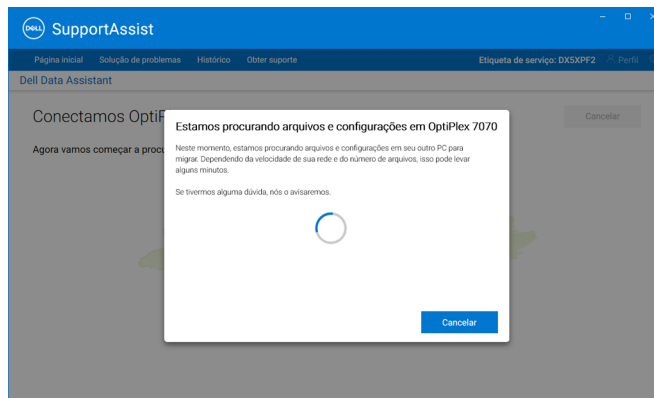 DELL SupportAssist
Página inicial Solução de problemas Histórico Obter suporte Etiqueta de serviço: DX5XPF2 Perfil
Dell Data Assistant
Conectamos OptiP
Cancelar
Agora vamos começar a procu
Estamos procurando arquivos e configurações em OptiPlex 7070
Neste momento, estamos procurando arquivos e configurações em seu outro PC para
migrar. Dependendo da velocidade de sua rede e do número de arquivos, isso pode levar
alguns minutos.
Se tivermos alguma dúvida, nós o avisaremos.
Cancelar